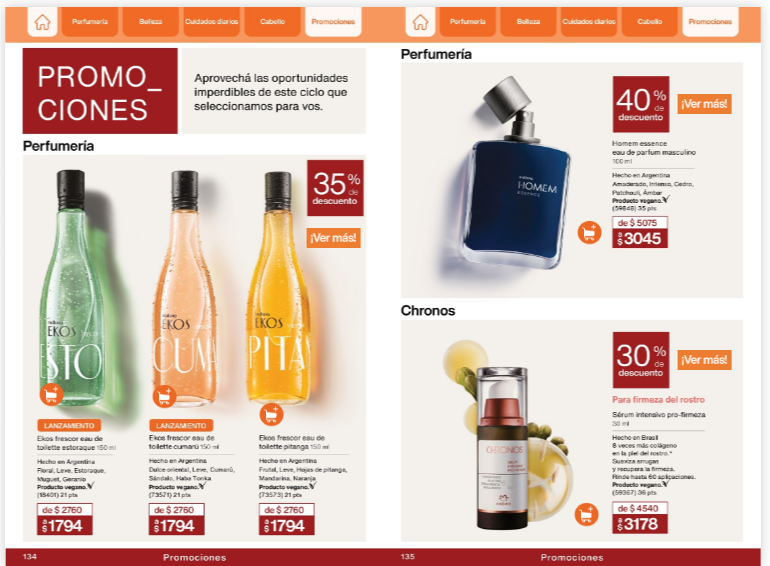 Perfumería
Belleza
Cuidados diarios
Cabello
Promociones
PROMO_
CIONES
Aprovechá las oportunidades
imperdibles de este ciclo que
seleccionamos para vos.
Perfumería
35%
de
descuento
¡Ver más!
natura
EKOS
ESTO
natura
EKOS
CUMA
natura
EKOS
PITA
LANZAMIENTO
Ekos frescor eau de
toilette estoraque 150 ml
Hecho en Argentina
Floral, Leve, Estoraque,
Muguet, Geranio
Producto vegano.
(18401) 21 pts
de $ 2760
a $ 1794
LANZAMIENTO
Ekos frescor eau de
toilette cumarú 150 ml
Hecho en Argentina
Dulce oriental, Leve, Cumarú,
Sándalo, Haba Tonka
Producto vegano.
(73571) 21 pts
de $ 2760
a $ 1794
Ekos frescor eau de
toilette pitanga 150 ml
Hecho en Argentina
Frutal, Leve, Hojas de pitanga,
Mandarina, Naranja
Producto vegano.
(73573) 21 pts
de $ 2760
a $ 1794
134
Promociones
Perfumería
Belleza
Cuidados diarios
Cabello
Promociones
Perfumería
natura
HOMEM
ESSENCE
40%
de
descuento
¡Ver más!
Homem essence
eau de parfum masculino
100 ml
Hecho en Argentina
Amaderado, Intenso, Cedro,
Patchouli, Ámbar
Producto vegano.
(59848) 35 pts
de $ 5075
a $ 3045
Chronos
CHRONOS
natura
30%
de
descuento
¡Ver más!
Para firmeza del rostro
Sérum intensivo pro-firmeza
30 ml
Hecho en Brasil
8 veces más colágeno
en la piel del rostro.*
Suaviza arrugas
y recupera la firmeza.
Rinde hasta 60 aplicaciones.
Producto vegano.
(59367) 36 pts
de $ 4540
a $ 3178
135
Promociones